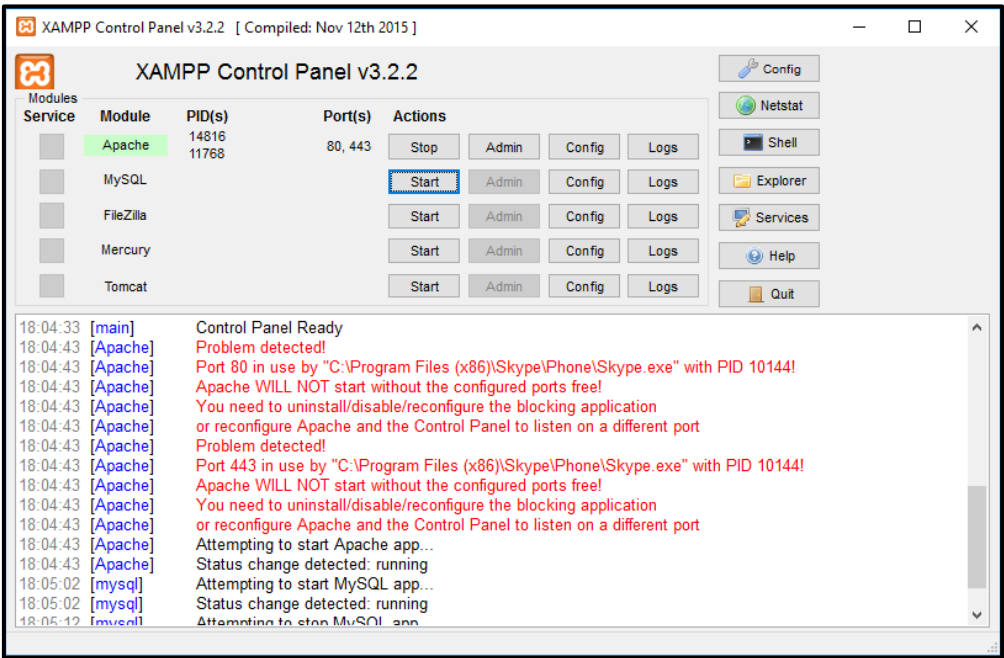 XAMPP Control Panel v3.2.2 [ Compiled: Nov 12th 2015 ]
XAMPP Control Panel v3.2.2
Modules
Service Module PID(s) Port(s) Actions
Apache 14816 11768 80, 443 Stop Admin Config Logs
MySQL Start Admin Config Logs
FileZilla Start Admin Config Logs
Mercury Start Admin Config Logs
Tomcat Start Admin Config Logs
Config
Netstat
Shell
Explorer
Services
Help
Quit
18:04:33 [main] Control Panel Ready
18:04:43 [Apache] Problem detected!
18:04:43 [Apache] Port 80 in use by "C:\Program Files (x86)\Skype\Phone\Skype.exe" with PID 10144!
18:04:43 [Apache] Apache WILL NOT start without the configured ports free!
18:04:43 [Apache] You need to uninstall/disable/reconfigure the blocking application
18:04:43 [Apache] or reconfigure Apache and the Control Panel to listen on a different port
18:04:43 [Apache] Problem detected!
18:04:43 [Apache] Port 443 in use by "C:\Program Files (x86)\Skype\Phone\Skype.exe" with PID 10144!
18:04:43 [Apache] Apache WILL NOT start without the configured ports free!
18:04:43 [Apache] You need to uninstall/disable/reconfigure the blocking application
18:04:43 [Apache] or reconfigure Apache and the Control Panel to listen on a different port
18:04:43 [Apache] Attempting to start Apache app...
18:04:43 [Apache] Status change detected: running
18:05:02 [mysql] Attempting to start MySQL app...
18:05:02 [mysql] Status change detected: running
18:05:12 [mysql] Attempting to stop MySQL app